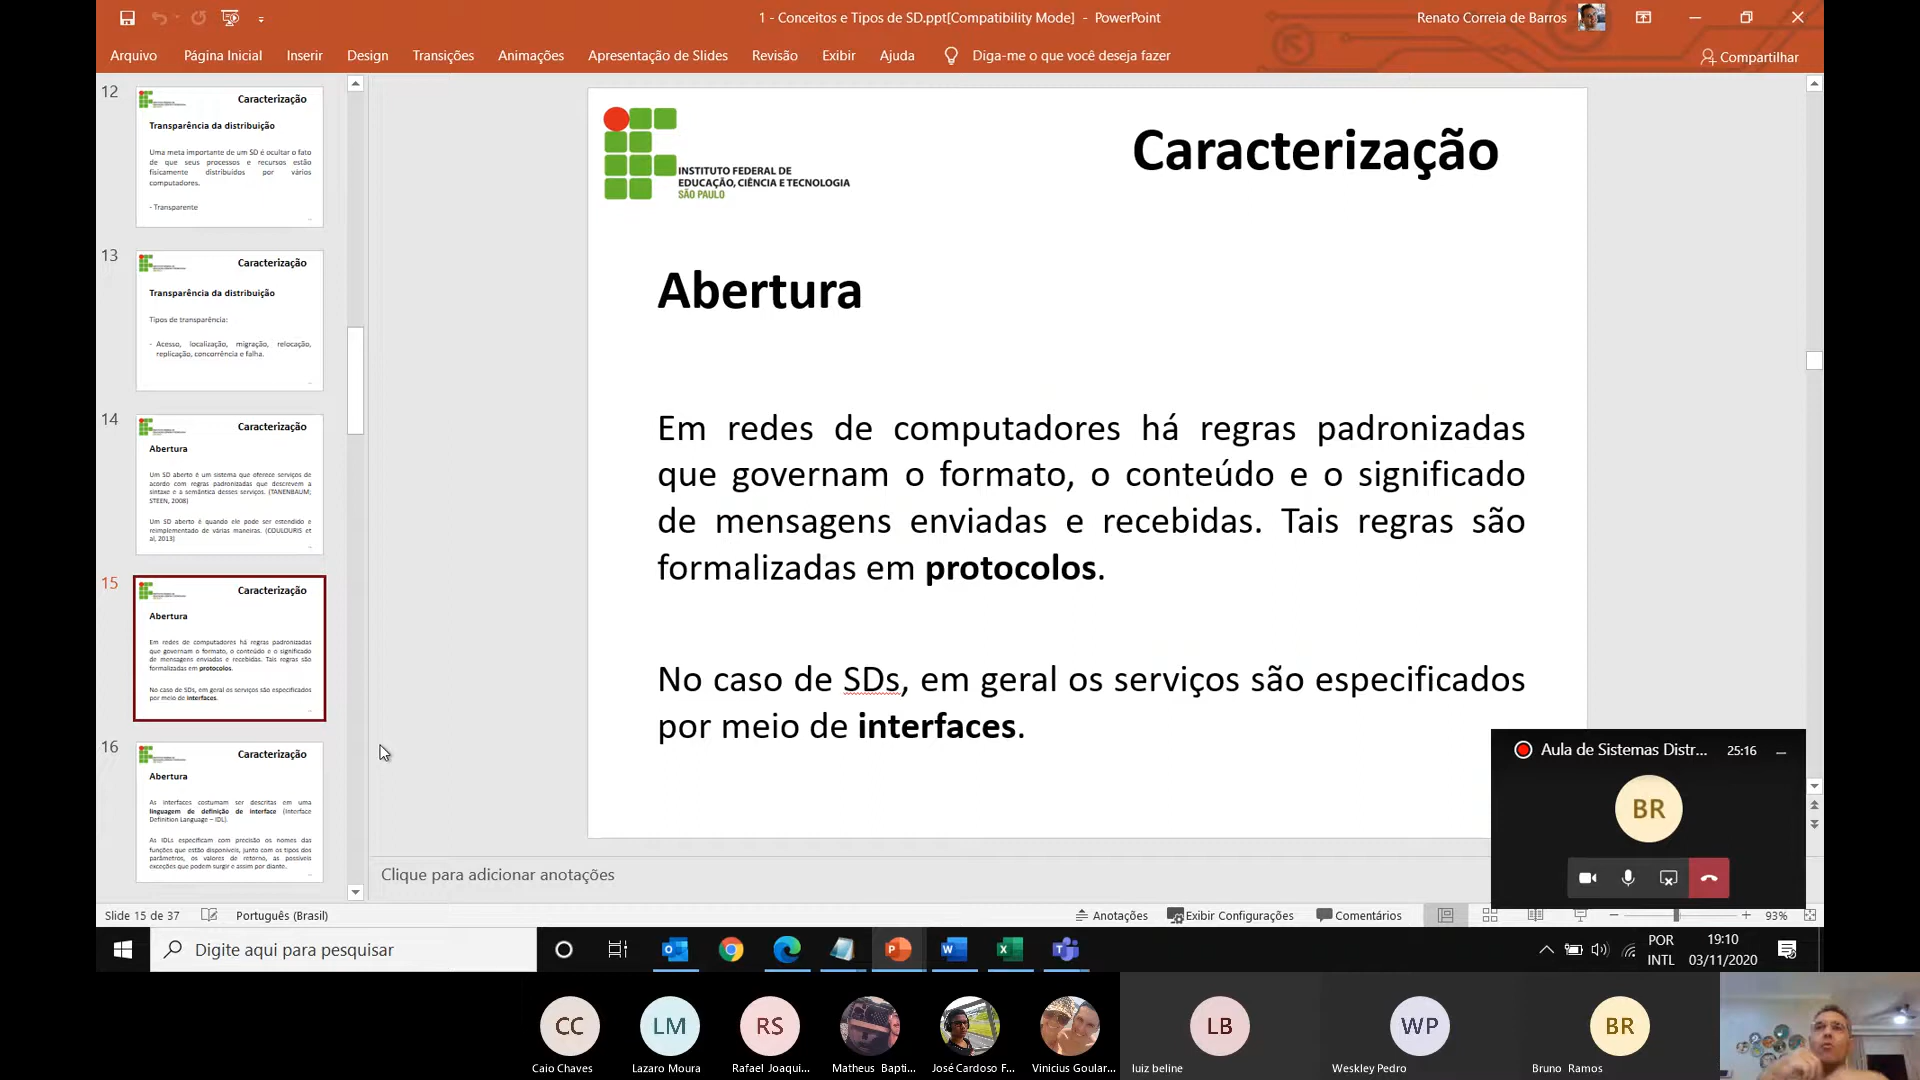 1 - Conceitos e Tipos de SD.ppt[Compatibility Mode] - PowerPoint
Renato Correia de Barros
Arquivo Página Inicial Inserir Design Transições Animações Apresentação de Slides Revisão Exibir Ajuda Diga-me o que você deseja fazer
Compartilhar
12
Caracterização
Transparência da distribuição
Uma meta importante de um SD é ocultar o fato
de que seus processos e recursos estão
fisicamente distribuídos por vários
computadores.
- Transparente
13
Caracterização
Transparência da distribuição
Tipos de transparência:
- Acesso, localização, migração, relocação,
replicação, concorrência e falha.
14
Caracterização
Abertura
Um SD aberto é um sistema que oferece serviços de
acordo com regras padronizadas que descrevem a
sintaxe e a semântica desses serviços. (TANENBAUM;
STEEN, 2008)
Um SD aberto é quando ele pode ser estendido e
reimplementado de várias maneiras. (COULOURIS et
al, 2013)
15
Caracterização
Abertura
Em redes de computadores há regras padronizadas
que governam o formato, o conteúdo e o significado
de mensagens enviadas e recebidas. Tais regras são
formalizadas em protocolos.
No caso de SDs, em geral os serviços são especificados
por meio de interfaces.
16
Caracterização
Abertura
As interfaces costumam ser descritas em uma
linguagem de definição de interface (Interface
Definition Language – IDL).
As IDLs especificam com precisão os nomes das
funções que estão disponíveis, junto com os tipos dos
parâmetros, os valores de retorno, as possíveis
exceções que podem surgir e assim por diante.
INSTITUTO FEDERAL DE
EDUCAÇÃO, CIÊNCIA E TECNOLOGIA
SÃO PAULO
Caracterização
Abertura
Em redes de computadores há regras padronizadas
que governam o formato, o conteúdo e o significado
de mensagens enviadas e recebidas. Tais regras são
formalizadas em protocolos.
No caso de SDs, em geral os serviços são especificados
por meio de interfaces.
Aula de Sistemas Distr... 25:16
BR
Clique para adicionar anotações
Slide 15 de 37 Português (Brasil) Anotações Exibir Configurações Comentários 93%
Digite aqui para pesquisar
POR
INTL
19:10
03/11/2020
CC LM RS LB WP BR
Caio Chaves Lazaro Moura Rafael Joaqui... Matheus Bapti... José Cardoso F... Vinicius Goular... luiz beline Weskley Pedro Bruno Ramos